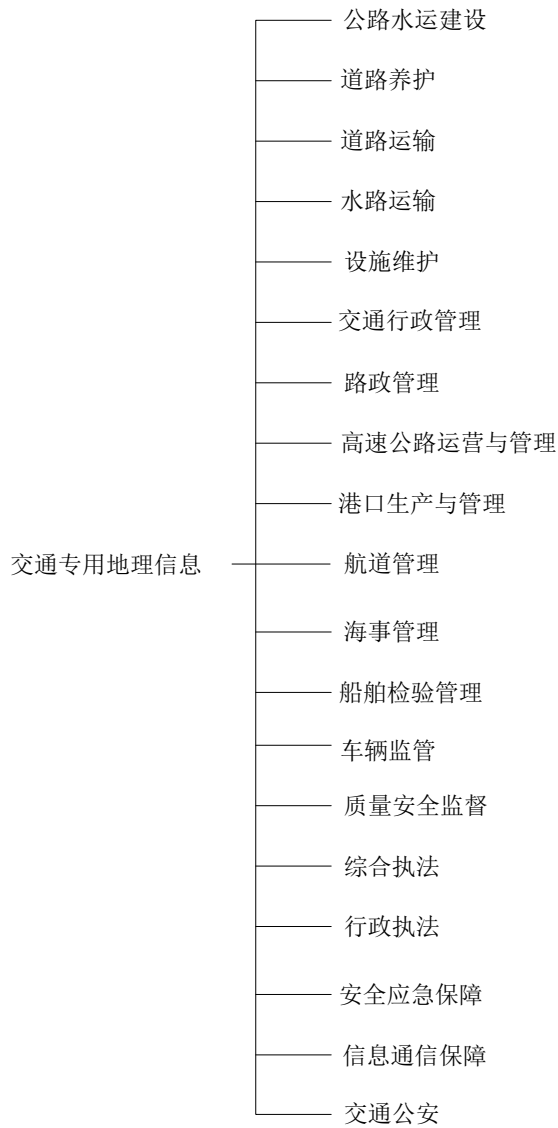 公路水运建设
道路养护
道路运输
水路运输
设施维护
交通行政管理
路政管理
高速公路运营与管理
港口生产与管理
交通专用地理信息
航道管理
海事管理
船舶检验管理
车辆监管
质量安全监督
综合执法
行政执法
安全应急保障
信息通信保障
交通公安